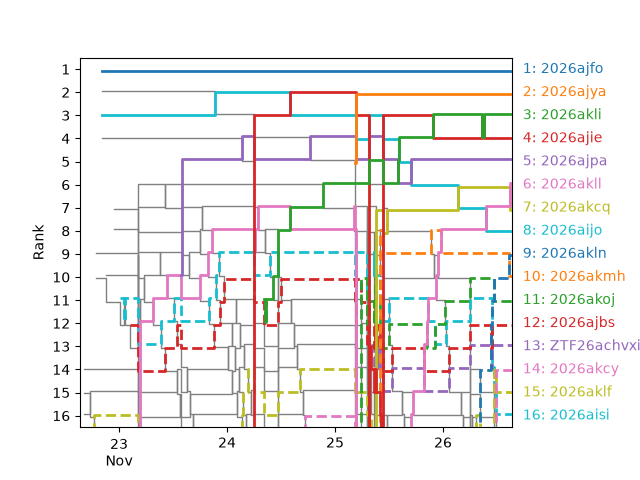 1
2
3
4
5
6
7
8
9
10
11
12
13
14
15
16
Rank
23
24
25
26
Nov
1: 2026ajfo
2: 2026ajya
3: 2026akli
4: 2026ajie
5: 2026ajpa
6: 2026akll
7: 2026akcq
8: 2026aijo
9: 2026akln
10: 2026akmh
11: 2026akoj
12: 2026ajbs
13: ZTF26achvxi
14: 2026akcy
15: 2026aklf
16: 2026aisi